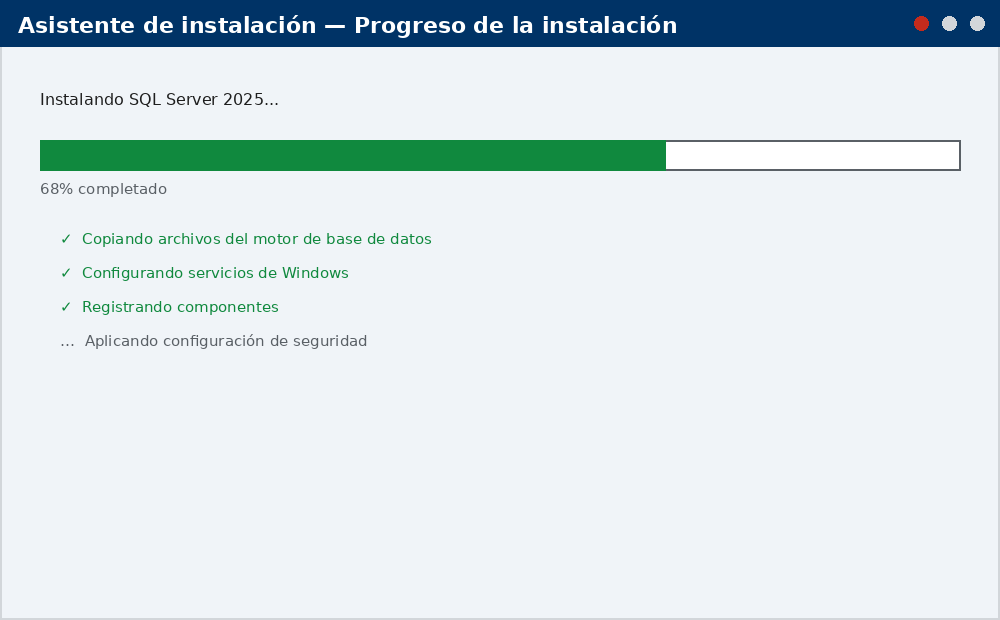 Asistente de instalación — Progreso de la instalación
Instalando SQL Server 2025...
68% completado
✓ Copiando archivos del motor de base de datos
✓ Configurando servicios de Windows
✓ Registrando componentes
... Aplicando configuración de seguridad